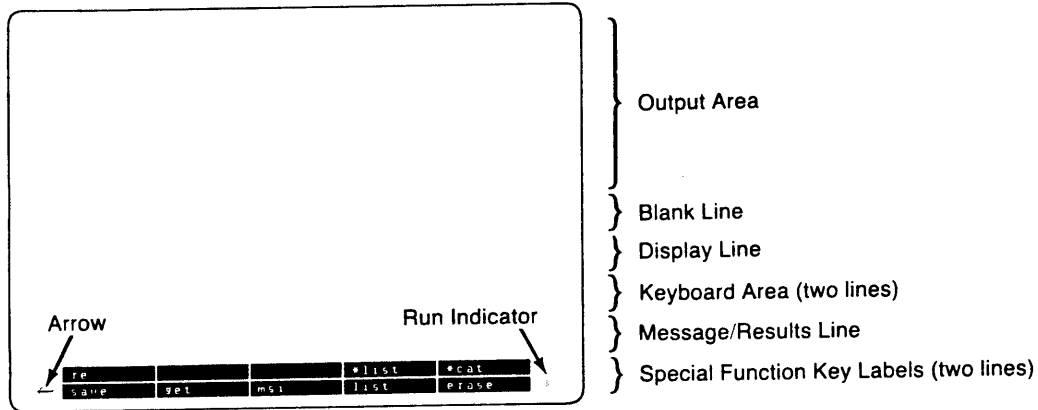 Output Area
Blank Line
Display Line
Keyboard Area (two lines)
Arrow
Run Indicator
Message/Results Line
re *list *cat
save get msi list erase
Special Function Key Labels (two lines)